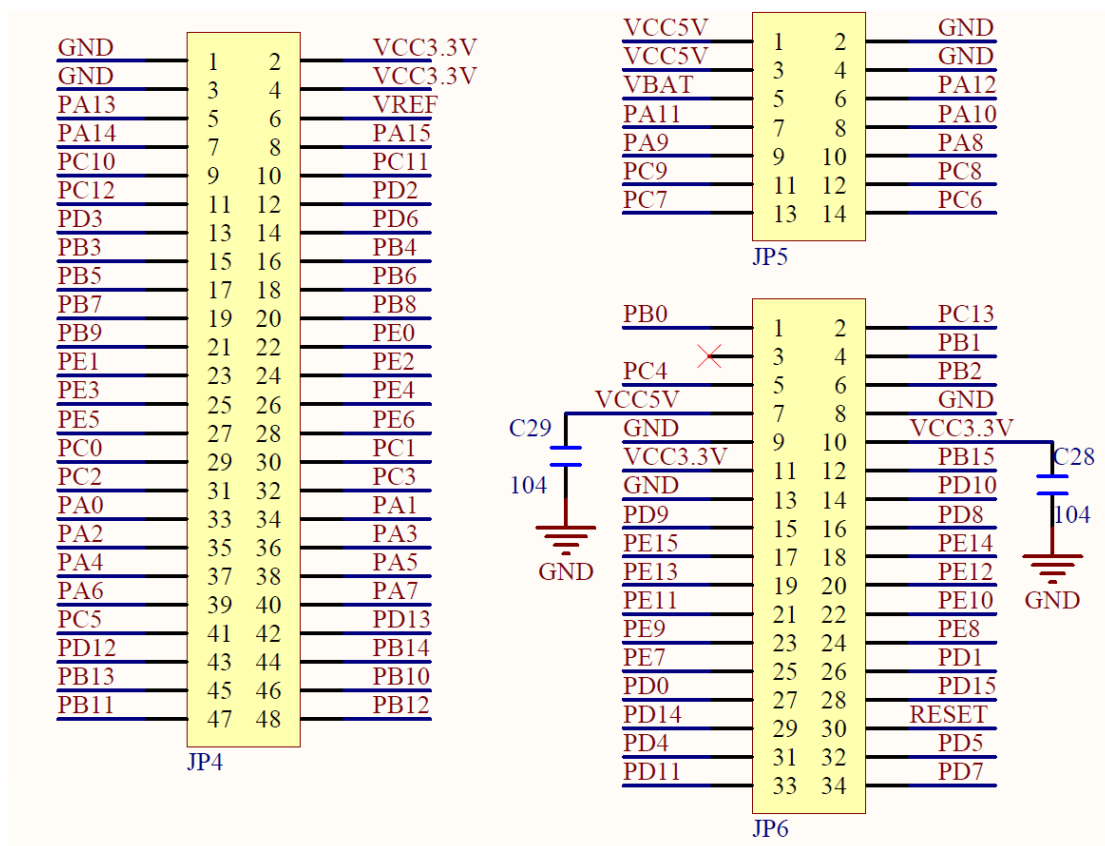 GND 1 2 VCC3.3V
GND 3 4 VCC3.3V
PA13 5 6 VREF
PA14 7 8 PA15
PC10 9 10 PC11
PC12 11 12 PD2
PD3 13 14 PD6
PB3 15 16 PB4
PB5 17 18 PB6
PB7 19 20 PB8
PB9 21 22 PE0
PE1 23 24 PE2
PE3 25 26 PE4
PE5 27 28 PE6
PC0 29 30 PC1
PC2 31 32 PC3
PA0 33 34 PA1
PA2 35 36 PA3
PA4 37 38 PA5
PA6 39 40 PA7
PC5 41 42 PD13
PD12 43 44 PB14
PB13 45 46 PB10
PB11 47 48 PB12
JP4
VCC5V 1 2 GND
VCC5V 3 4 GND
VBAT 5 6 PA12
PA11 7 8 PA10
PA9 9 10 PA8
PC9 11 12 PC8
PC7 13 14 PC6
JP5
PB0 1 2 PC13
3 4 PB1
PC4 5 6 PB2
VCC5V 7 8 GND
GND 9 10 VCC3.3V
VCC3.3V 11 12 PB15
GND 13 14 PD10
PD9 15 16 PD8
PE15 17 18 PE14
PE13 19 20 PE12
PE11 21 22 PE10
PE9 23 24 PE8
PE7 25 26 PD1
PD0 27 28 PD15
PD14 29 30 RESET
PD4 31 32 PD5
PD11 33 34 PD7
JP6
C29
104
GND
C28
104
GND